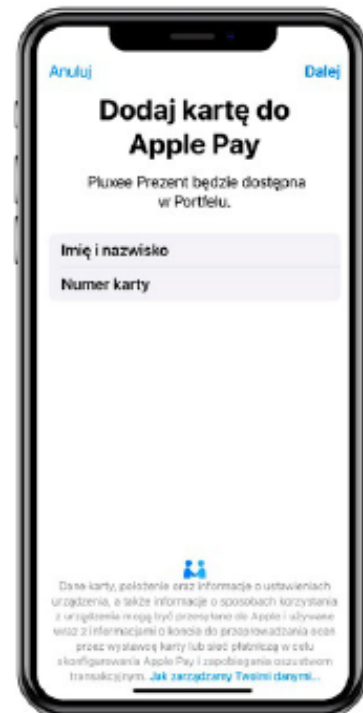 Anuluj
Dalej
Dodaj kartę do
Apple Pay
Pluxee Prezent będzie dostępna
w Portfelu.
Imię i nazwisko
Numer karty
Dane karty, położenie oraz informacje o ustawieniach
urządzenia, a także informacje o sposobach korzystania
z urządzenia mogą być przesyłane do Apple i używane
wraz z informacjami o koncie do przeprowadzania ocen
przez wystawcę karty lub sieć płatniczą w celu
skonfigurowania Apple Pay i zapobiegania oszustwom
transakcyjnym. Jak zarządzamy Twoimi danymi...